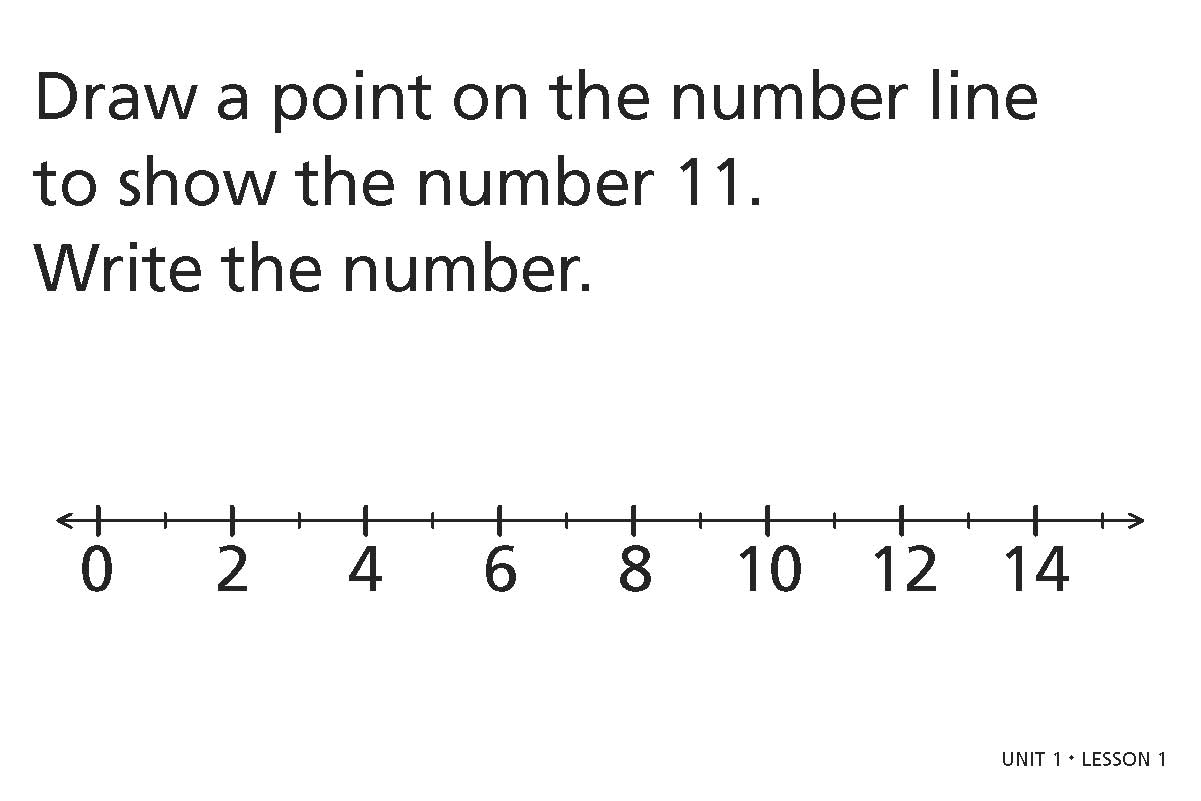 Draw a point on the number line
to show the number 11.
Write the number.
0 2 4 6 8 10 12 14
UNIT 1 • LESSON 1